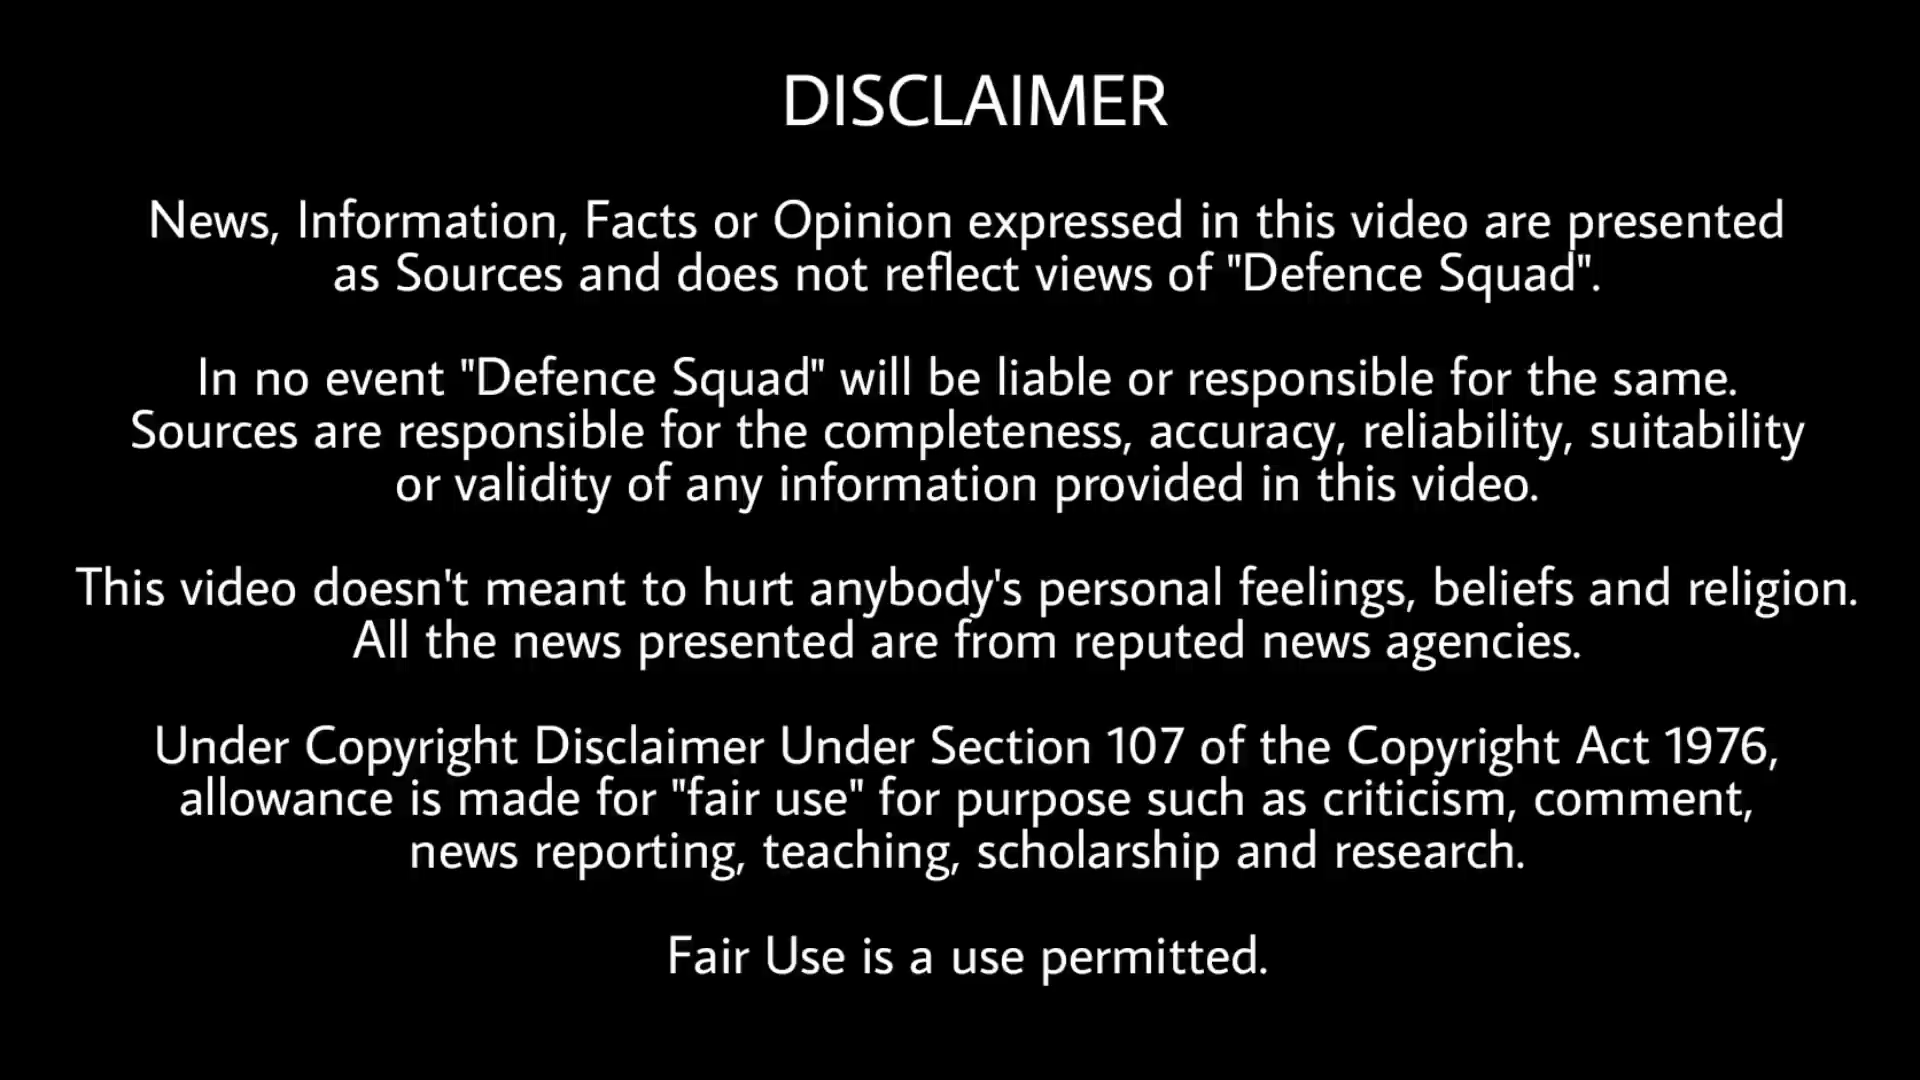 DISCLAIMER
News, Information, Facts or Opinion expressed in this video are presented
as Sources and does not reflect views of "Defence Squad".
In no event "Defence Squad" will be liable or responsible for the same.
Sources are responsible for the completeness, accuracy, reliability, suitability
or validity of any information provided in this video.
This video doesn't meant to hurt anybody's personal feelings, beliefs and religion.
All the news presented are from reputed news agencies.
Under Copyright Disclaimer Under Section 107 of the Copyright Act 1976,
allowance is made for "fair use" for purpose such as criticism, comment,
news reporting, teaching, scholarship and research.
Fair Use is a use permitted.